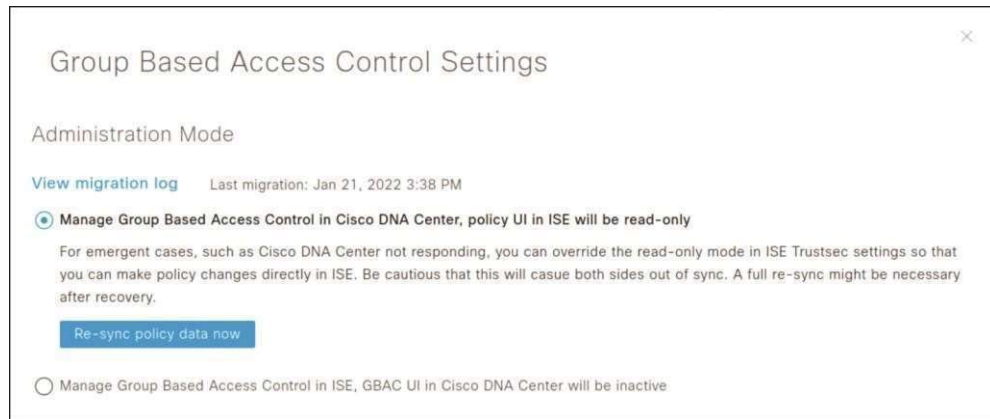 Group Based Access Control Settings
Administration Mode
View migration log Last migration: Jan 21, 2022 3:38 PM
Manage Group Based Access Control in Cisco DNA Center, policy UI in ISE will be read-only
For emergent cases, such as Cisco DNA Center not responding, you can override the read-only mode in ISE Trustsec settings so that
you can make policy changes directly in ISE. Be cautious that this will casue both sides out of sync. A full re-sync might be necessary
after recovery.
Re-sync policy data now
Manage Group Based Access Control in ISE, GBAC UI in Cisco DNA Center will be inactive